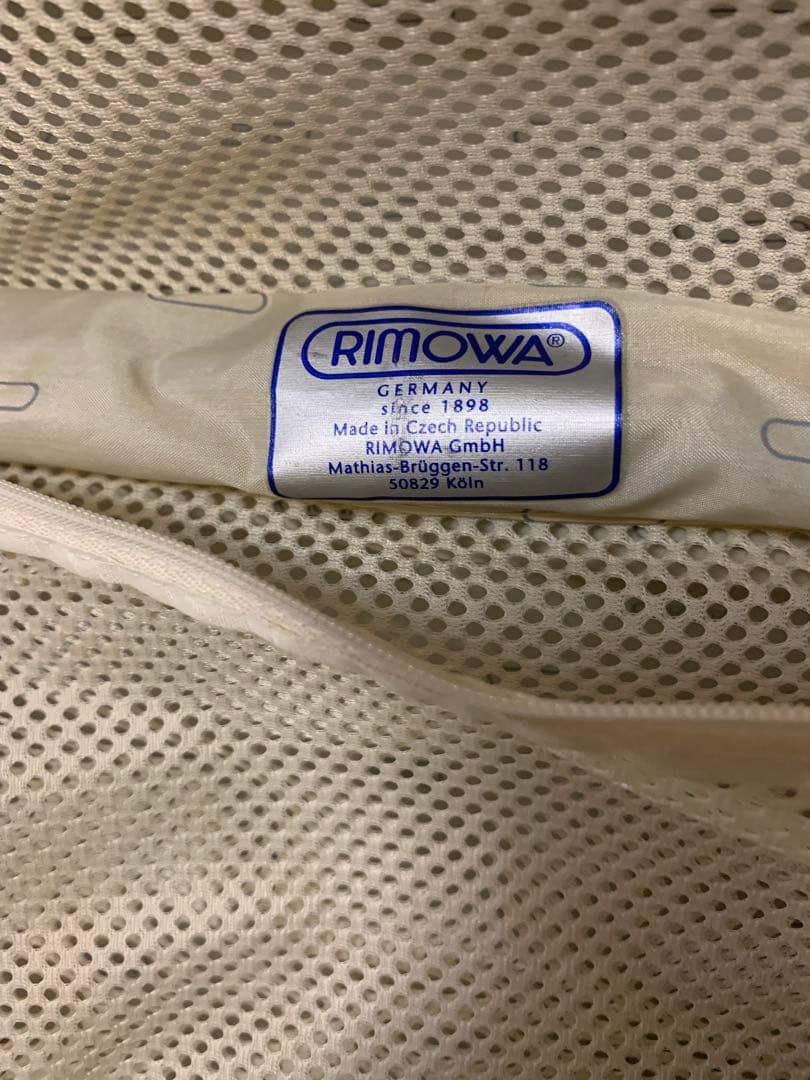 RIMOWA®
GERMANY
since 1898
Made in Czech Republic
RIMOWA GmbH
Mathias-Brüggen-Str. 118
50829 Köln